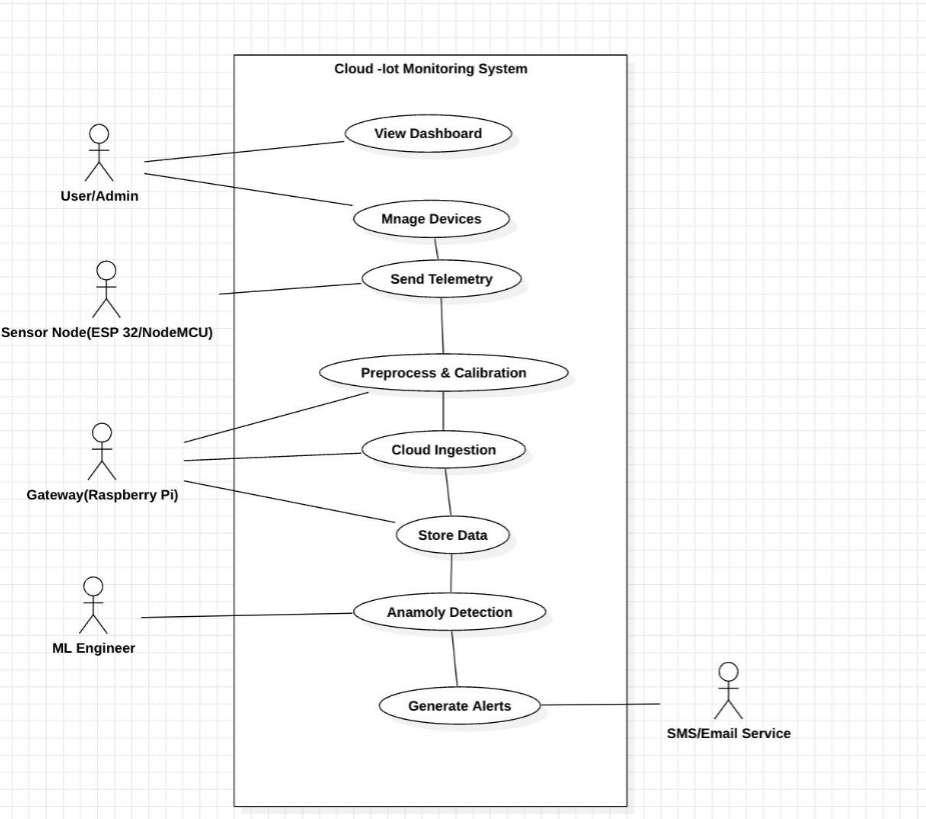 Cloud -Iot Monitoring System
View Dashboard
User/Admin
Mnage Devices
Send Telemetry
Sensor Node(ESP 32/NodeMCU)
Preprocess & Calibration
Cloud Ingestion
Gateway(Raspberry Pi)
Store Data
Anamoly Detection
ML Engineer
Generate Alerts
SMS/Email Service